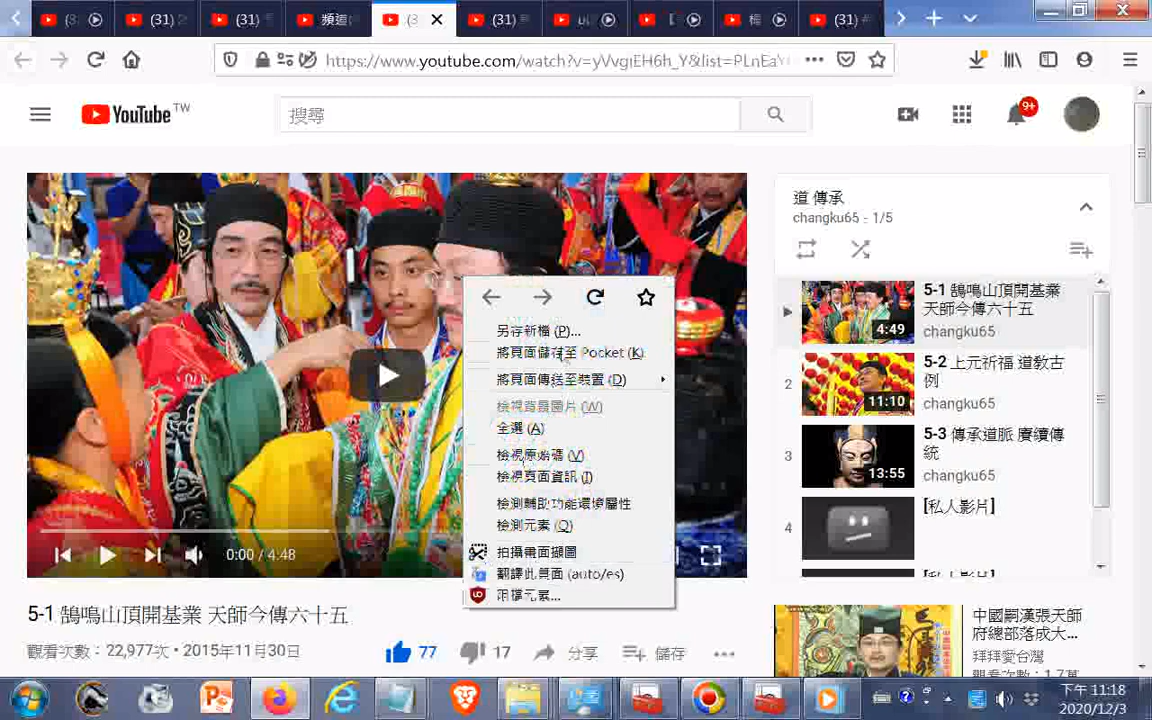 (31)
(31)
頻道
(3
(31)
(31)
https://www.youtube.com/watch?v=yVvgiEH6h_Y&list=PLnEaY
YouTube TW
搜尋
9+
道 傳承
changku65 - 1/5
5-1 鵠鳴山頂開基業
天師今傳六十五
changku65
4:49
2
5-2 上元祈福 道教古
例
changku65
11:10
3
5-3 傳承道脈 賡續傳
統
changku65
13:55
4
[私人影片]
另存新檔 (P)...
將頁面儲存至 Pocket (K)
將頁面傳送至裝置 (D)
檢視背景圖片 (W)
全選 (A)
檢視原始碼 (V)
檢視頁面資訊 (I)
檢測輔助功能環境屬性
檢測元素 (Q)
拍攝畫面擷圖
翻譯此頁面 (auto/es)
阻擋元素...
0:00 / 4:48
5-1 鵠鳴山頂開基業 天師今傳六十五
觀看次數：22,977次 • 2015年11月30日
77
17
分享
儲存
中國嗣漢張天師
府總部落成大...
拜拜愛台灣
下午 11:18
2020/12/3